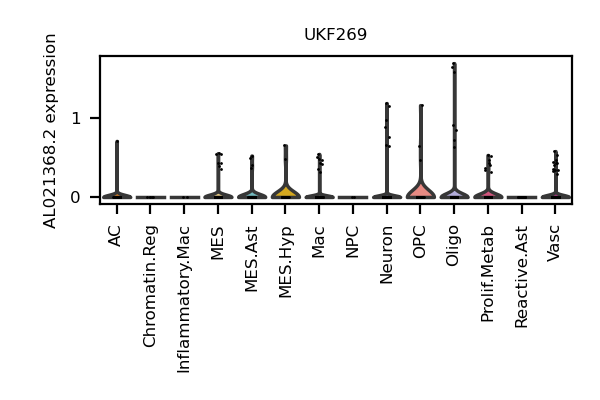 UKF269
AL021368.2 expression
1
0
AC
Chromatin.Reg
Inflammatory.Mac
MES
MES.Ast
MES.Hyp
Mac
NPC
Neuron
OPC
Oligo
Prolif.Metab
Reactive.Ast
Vasc